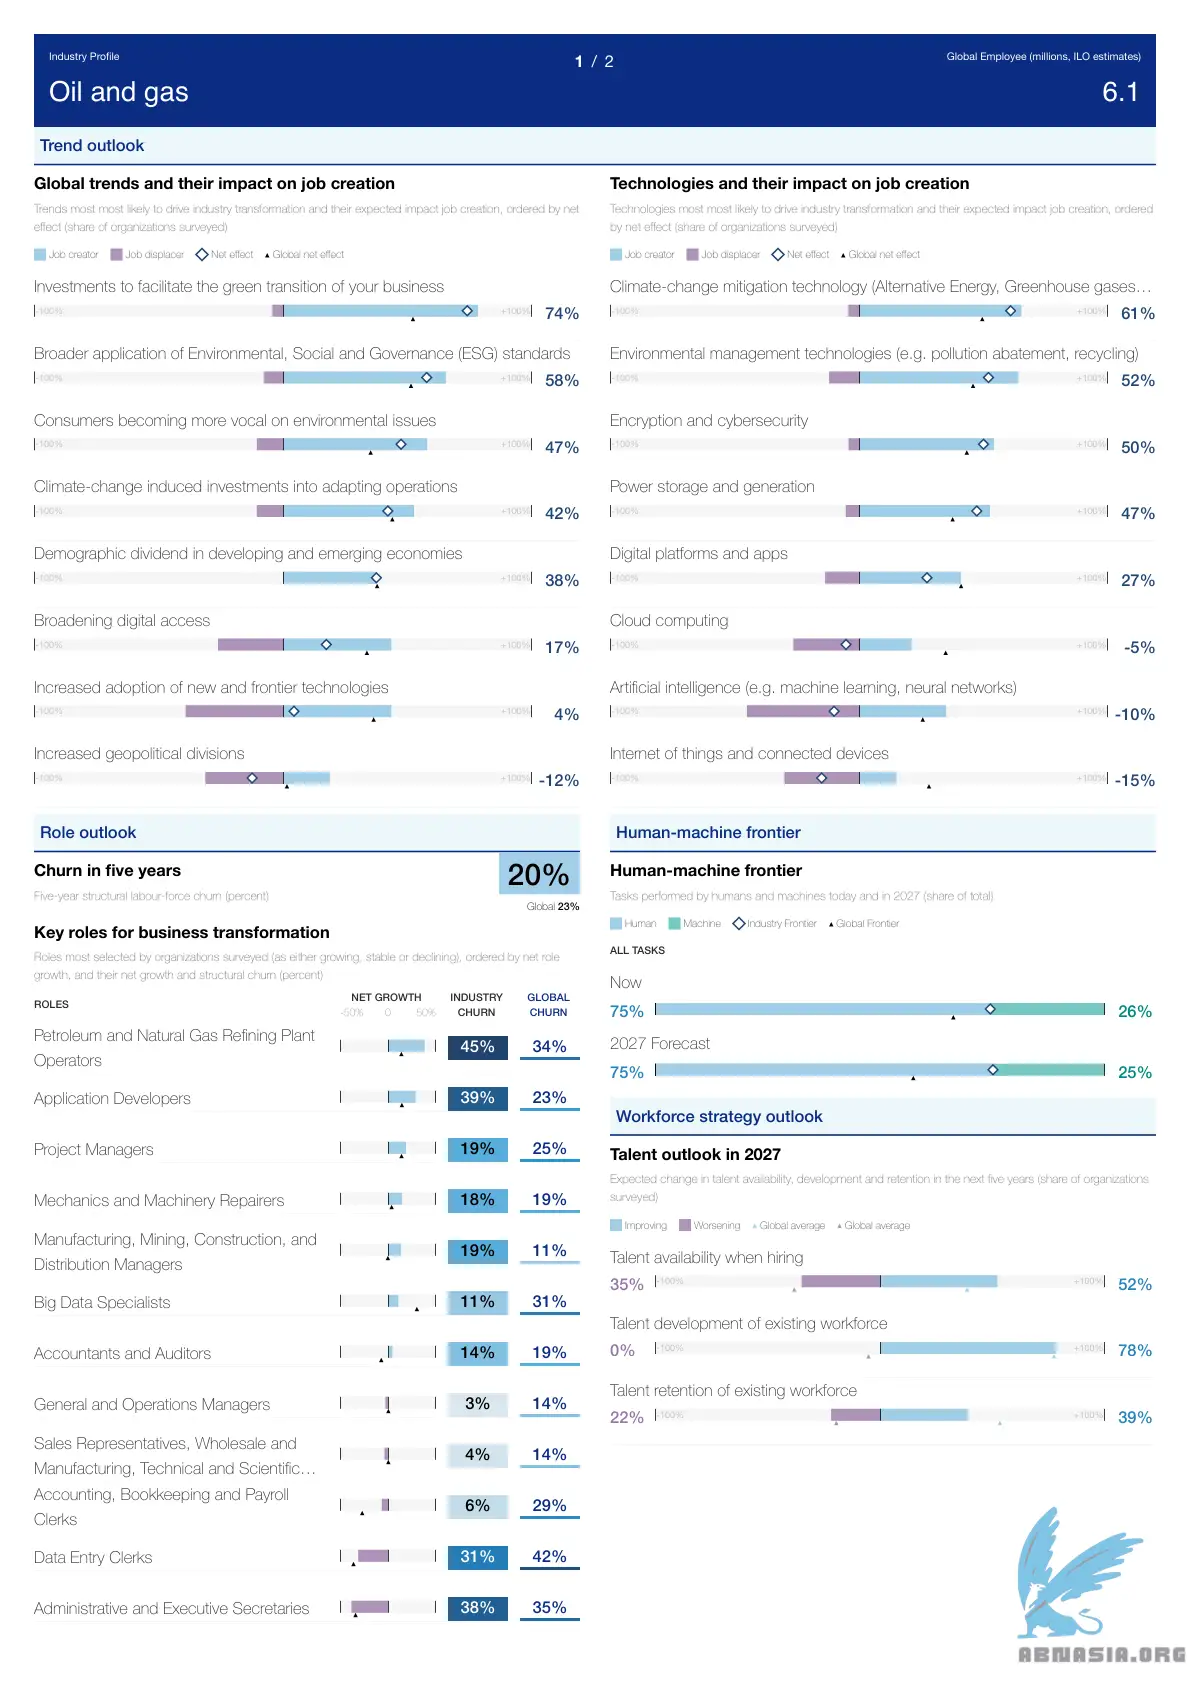 Industry Profile
1 / 2
Global Employee (millions, ILO estimates)
Oil and gas
6.1
Trend outlook
Global trends and their impact on job creation
Trends most most likely to drive industry transformation and their expected impact job creation, ordered by net
effect (share of organizations surveyed)
Job creator Job displacer Net effect Global net effect
Investments to facilitate the green transition of your business
-100% +100% 74%
Broader application of Environmental, Social and Governance (ESG) standards
-100% +100% 58%
Consumers becoming more vocal on environmental issues
-100% +100% 47%
Climate-change induced investments into adapting operations
-100% +100% 42%
Demographic dividend in developing and emerging economies
-100% +100% 38%
Broadening digital access
-100% +100% 17%
Increased adoption of new and frontier technologies
-100% +100% 4%
Increased geopolitical divisions
-100% +100% -12%
Technologies and their impact on job creation
Technologies most most likely to drive industry transformation and their expected impact job creation, ordered
by net effect (share of organizations surveyed)
Job creator Job displacer Net effect Global net effect
Climate-change mitigation technology (Alternative Energy, Greenhouse gases…
-100% +100% 61%
Environmental management technologies (e.g. pollution abatement, recycling)
-100% +100% 52%
Encryption and cybersecurity
-100% +100% 50%
Power storage and generation
-100% +100% 47%
Digital platforms and apps
-100% +100% 27%
Cloud computing
-100% +100% -5%
Artificial intelligence (e.g. machine learning, neural networks)
-100% +100% -10%
Internet of things and connected devices
-100% +100% -15%
Role outlook
Churn in five years
20%
Five-year structural labour-force churn (percent)
Global 23%
Key roles for business transformation
Roles most selected by organizations surveyed (as either growing, stable or declining), ordered by net role
growth, and their net growth and structural churn (percent)
ROLES
NET GROWTH
-50% 0 50%
INDUSTRY
CHURN
GLOBAL
CHURN
Petroleum and Natural Gas Refining Plant
Operators
45% 34%
Application Developers 39% 23%
Project Managers 19% 25%
Mechanics and Machinery Repairers 18% 19%
Manufacturing, Mining, Construction, and
Distribution Managers
19% 11%
Big Data Specialists 11% 31%
Accountants and Auditors 14% 19%
General and Operations Managers 3% 14%
Sales Representatives, Wholesale and
Manufacturing, Technical and Scientific…
4% 14%
Accounting, Bookkeeping and Payroll
Clerks
6% 29%
Data Entry Clerks 31% 42%
Administrative and Executive Secretaries 38% 35%
Human-machine frontier
Human-machine frontier
Tasks performed by humans and machines today and in 2027 (share of total)
Human Machine Industry Frontier Global Frontier
ALL TASKS
Now
75% 26%
2027 Forecast
75% 25%
Workforce strategy outlook
Talent outlook in 2027
Expected change in talent availability, development and retention in the next five years (share of organizations
surveyed)
Improving Worsening Global average Global average
Talent availability when hiring
35% -100% +100% 52%
Talent development of existing workforce
0% -100% +100% 78%
Talent retention of existing workforce
22% -100% +100% 39%
ABNASIA.ORG